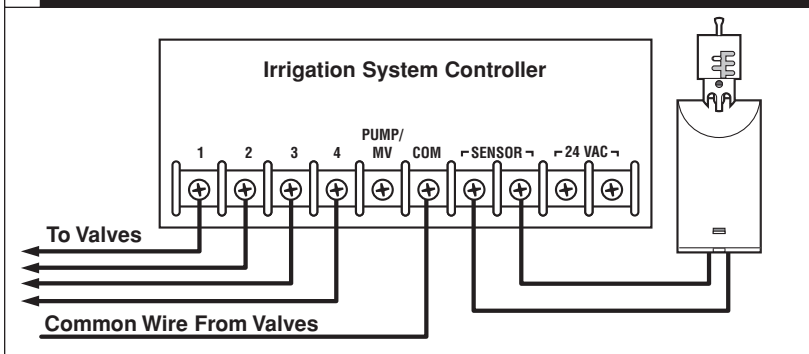 Irrigation System Controller
PUMP/
1 2 3 4 MV COM SENSOR 24 VAC
To Valves
Common Wire From Valves